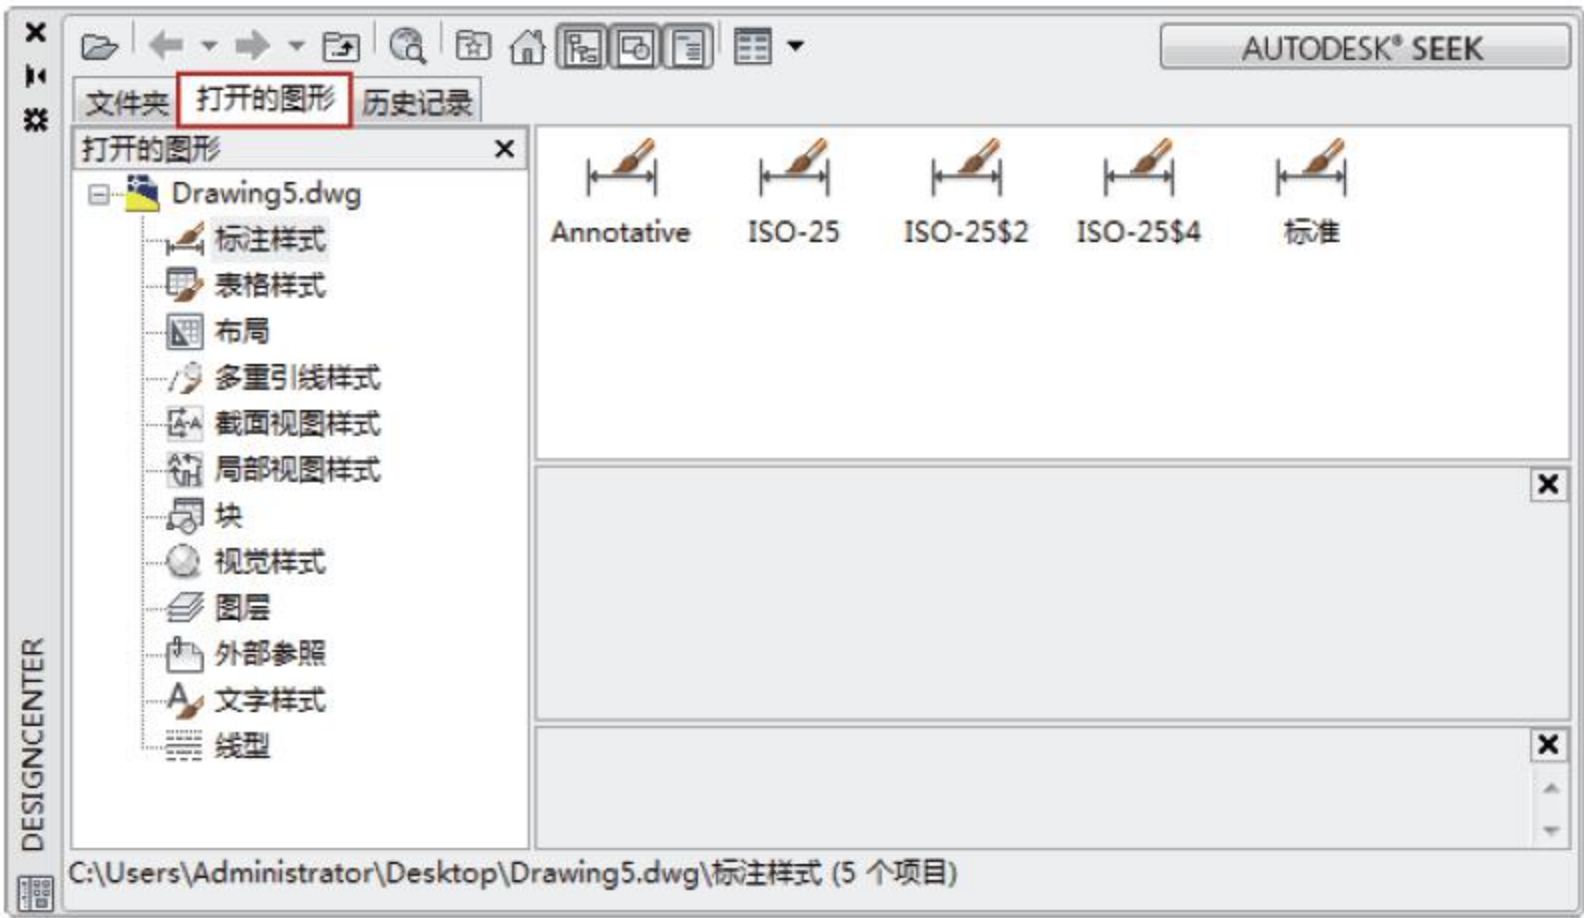 AUTODESK® SEEK
文件夹 打开的图形 历史记录
打开的图形
Drawing5.dwg
标注样式
表格样式
布局
多重引线样式
截面视图样式
局部视图样式
块
视觉样式
图层
外部参照
文字样式
线型
Annotative ISO-25 ISO-25$2 ISO-25$4 标准
DESIGNCENTER
C:\Users\Administrator\Desktop\Drawing5.dwg\标注样式 (5 个项目)